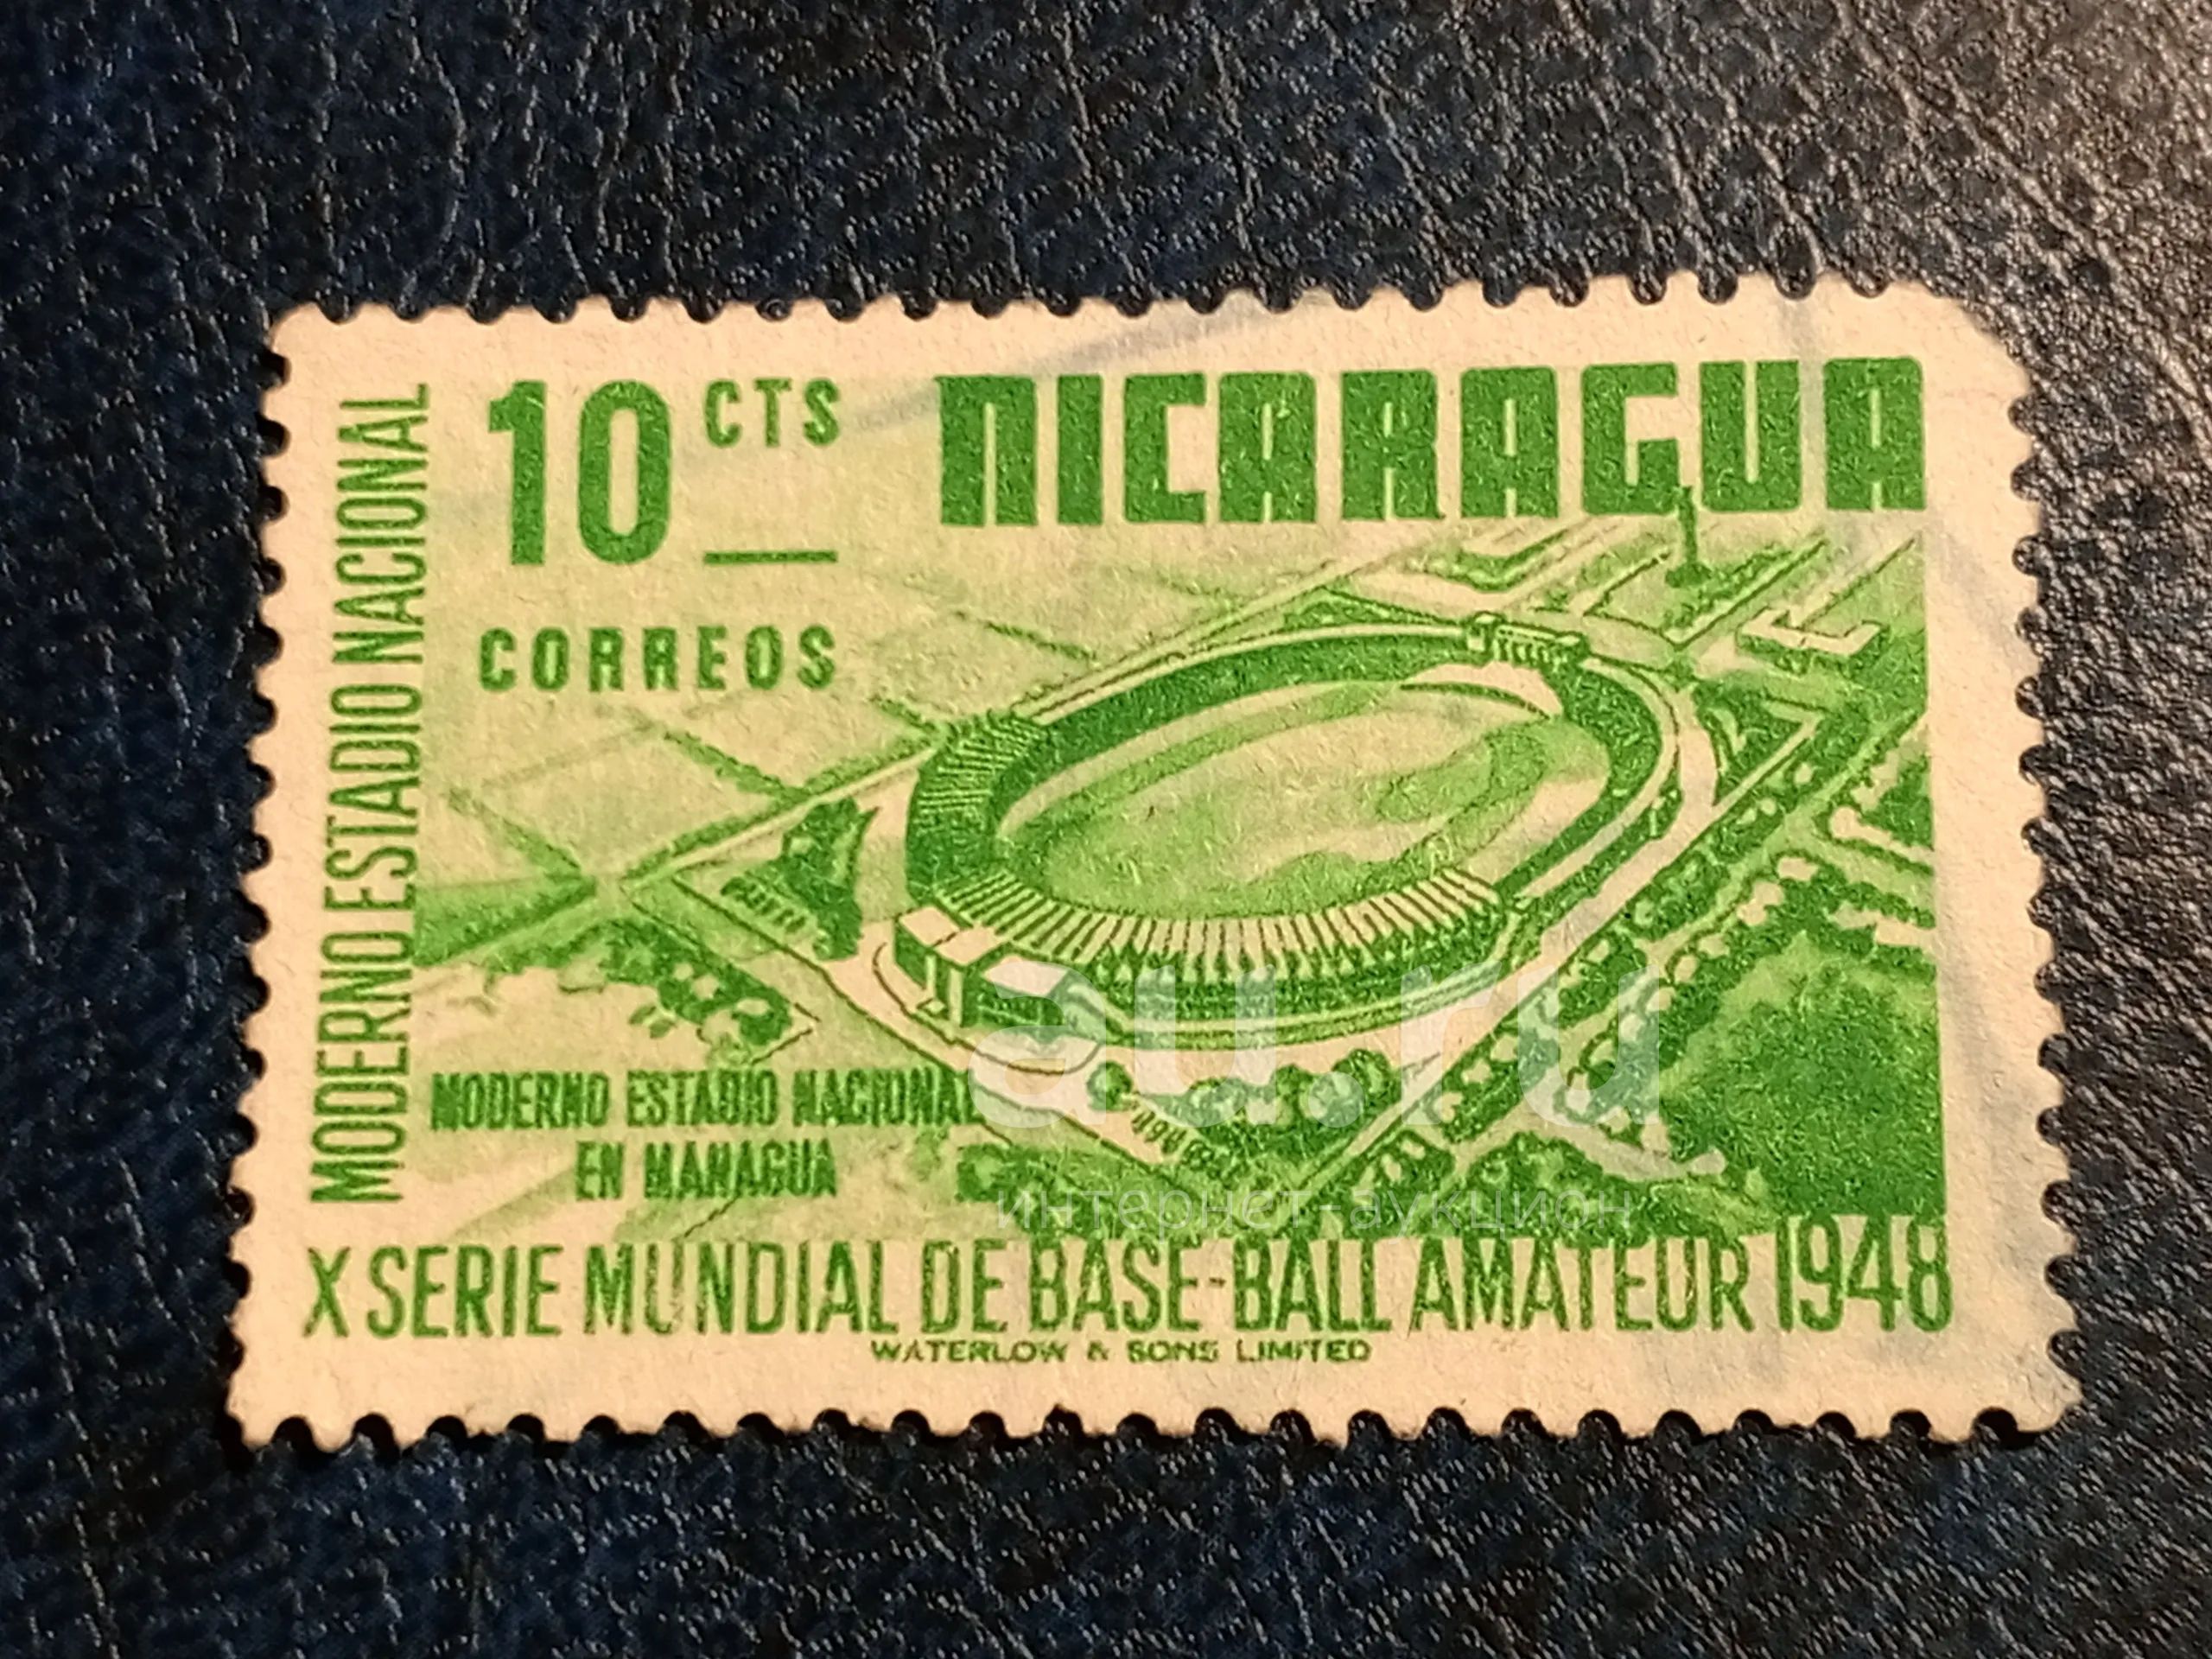 10 CTS
NICARAGUA
CORREOS
MODERNO ESTADIO NACIONAL
MODERNO ESTADIO NACIONAL
EN MANAGUA
X SERIE MUNDIAL DE BASE-BALL AMATEUR 1948
WATERLOW & SONS LIMITED
au.ru
интернет-аукцион